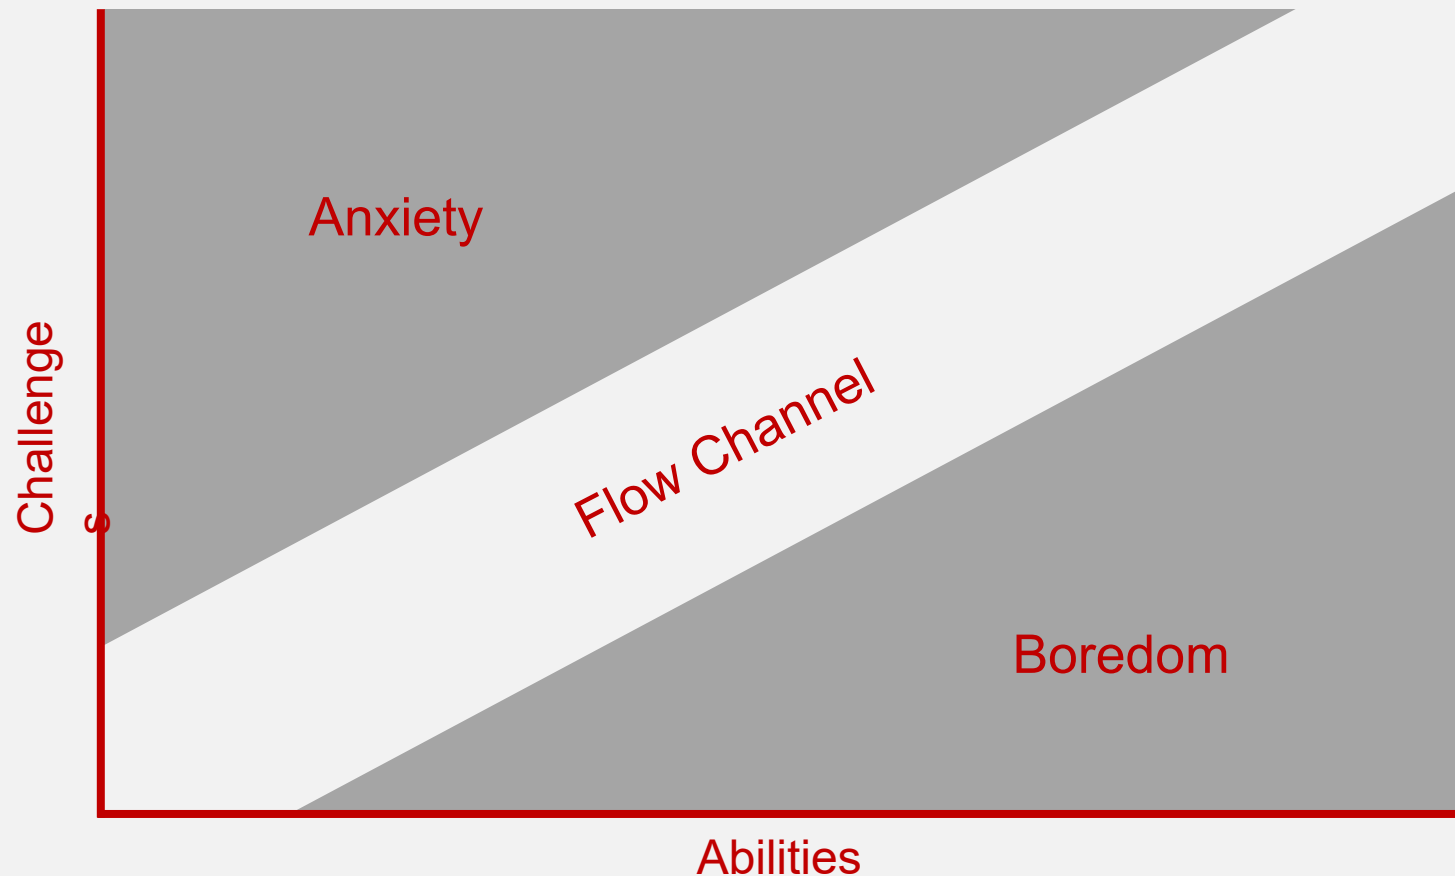 Anxiety
Challenge
s
Flow Channel
Boredom
Abilities